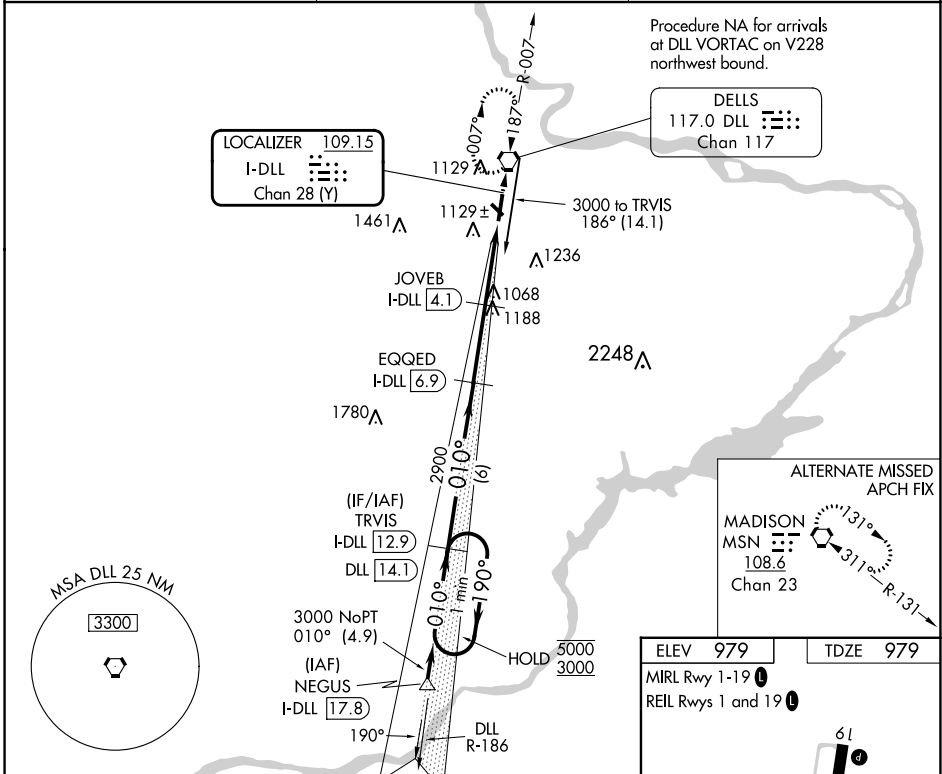 Procedure NA for arrivals
at DLL VORTAC on V228
northwest bound.
R-007
187°
007°
DELLS
117.0 DLL
Chan 117
LOCALIZER 109.15
I-DLL
Chan 28 (Y)
1129
1129 ±
1461
3000 to TRVIS
186° (14.1)
1236
JOVEB
I-DLL 4.1
1068
1188
2248
EQQED
I-DLL 6.9
1780
2900
010°
(6)
(IF/IAF)
TRVIS
I-DLL 12.9
DLL 14.1
010°
1 min
190°
ALTERNATE MISSED
APCH FIX
MADISON
MSN
108.6
Chan 23
131°
311°
R-131
MSA DLL 25 NM
3300
3000 NoPT
010° (4.9)
(IAF)
NEGUS
I-DLL 17.8
HOLD 5000
3000
190°
DLL
R-186
ELEV 979
TDZE 979
MIRL Rwy 1-19 L
REIL Rwys 1 and 19 L
19
P